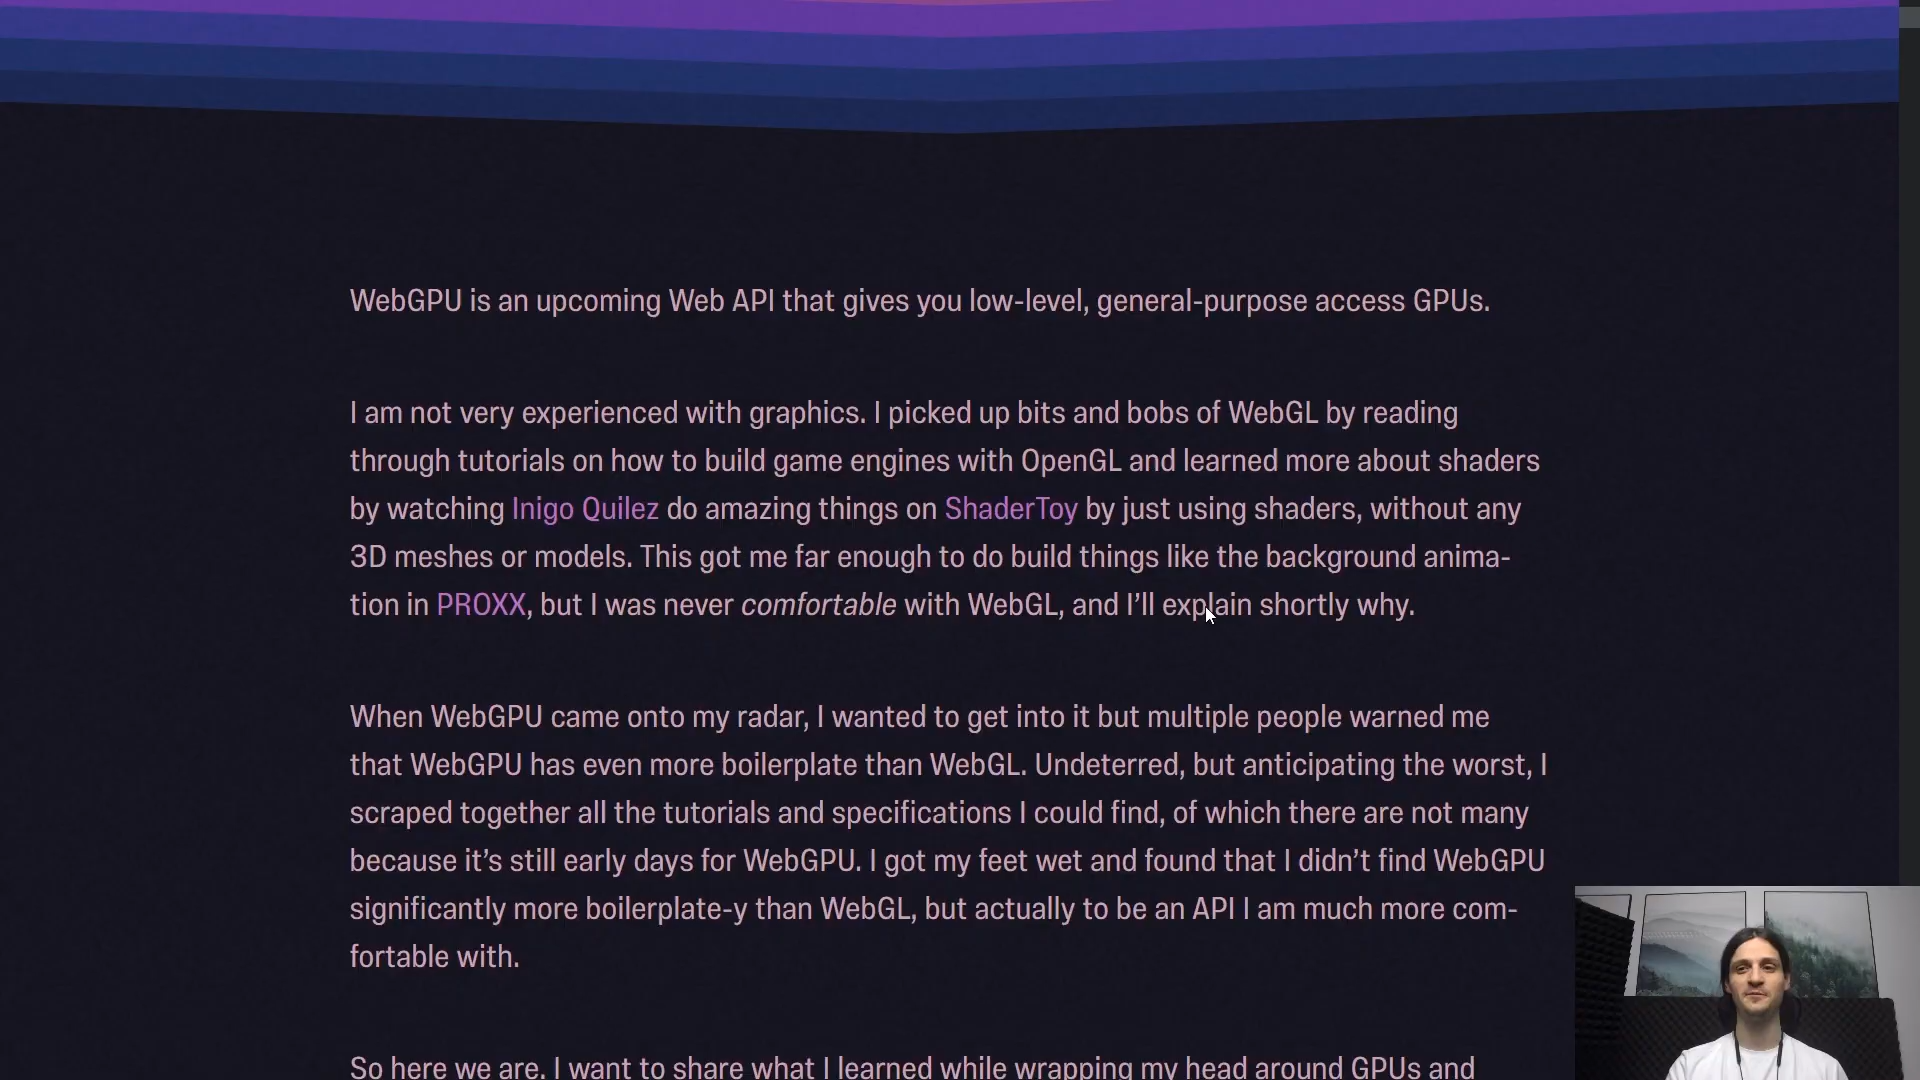 WebGPU is an upcoming Web API that gives you low-level, general-purpose access GPUs.
I am not very experienced with graphics. I picked up bits and bobs of WebGL by reading
through tutorials on how to build game engines with OpenGL and learned more about shaders
by watching Inigo Quilez do amazing things on ShaderToy by just using shaders, without any
3D meshes or models. This got me far enough to do build things like the background anima-
tion in PROXX, but I was never comfortable with WebGL, and I’ll explain shortly why.
When WebGPU came onto my radar, I wanted to get into it but multiple people warned me
that WebGPU has even more boilerplate than WebGL. Undeterred, but anticipating the worst, I
scraped together all the tutorials and specifications I could find, of which there are not many
because it’s still early days for WebGPU. I got my feet wet and found that I didn’t find WebGPU
significantly more boilerplate-y than WebGL, but actually to be an API I am much more com-
fortable with.
So here we are. I want to share what I learned while wrapping my head around GPUs and